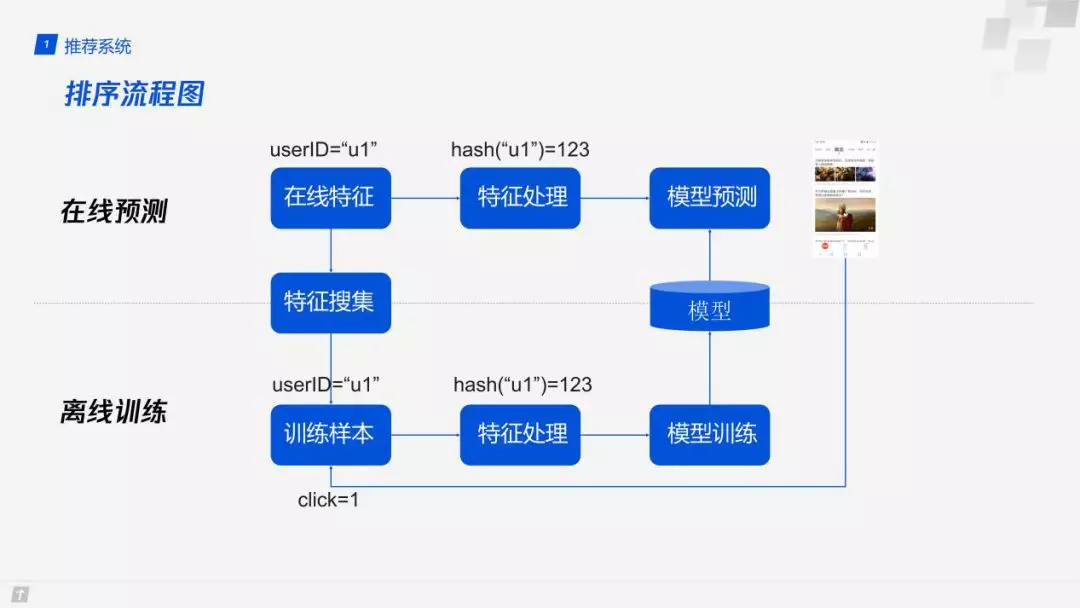 1 推荐系统
排序流程图
userID=“u1”
hash(“u1”)=123
在线预测
在线特征
特征处理
模型预测
特征搜集
模型
userID=“u1”
hash(“u1”)=123
离线训练
训练样本
特征处理
模型训练
click=1